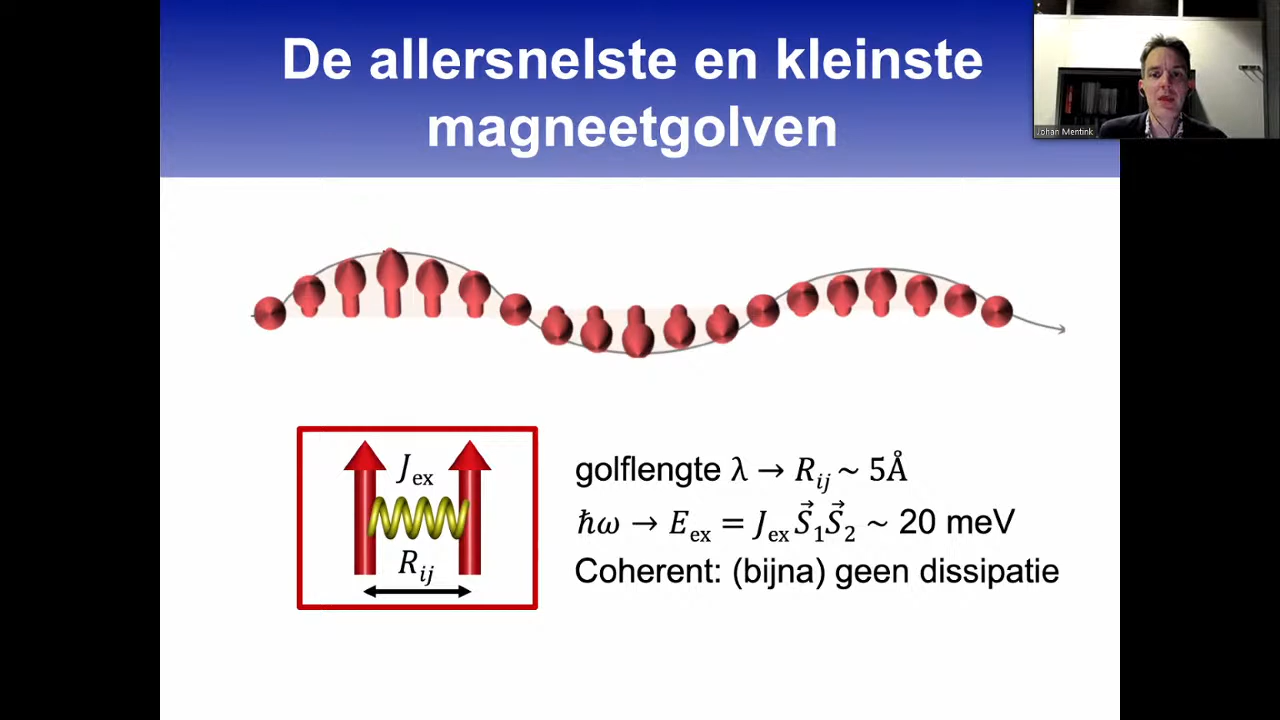 De allersnelste en kleinste
magneetgolven
Johan Mentink
J_ex
R_ij
golflengte λ → R_ij ~ 5Å
ℏω → E_ex = J_ex S⃗_1 S⃗_2 ~ 20 meV
Coherent: (bijna) geen dissipatie